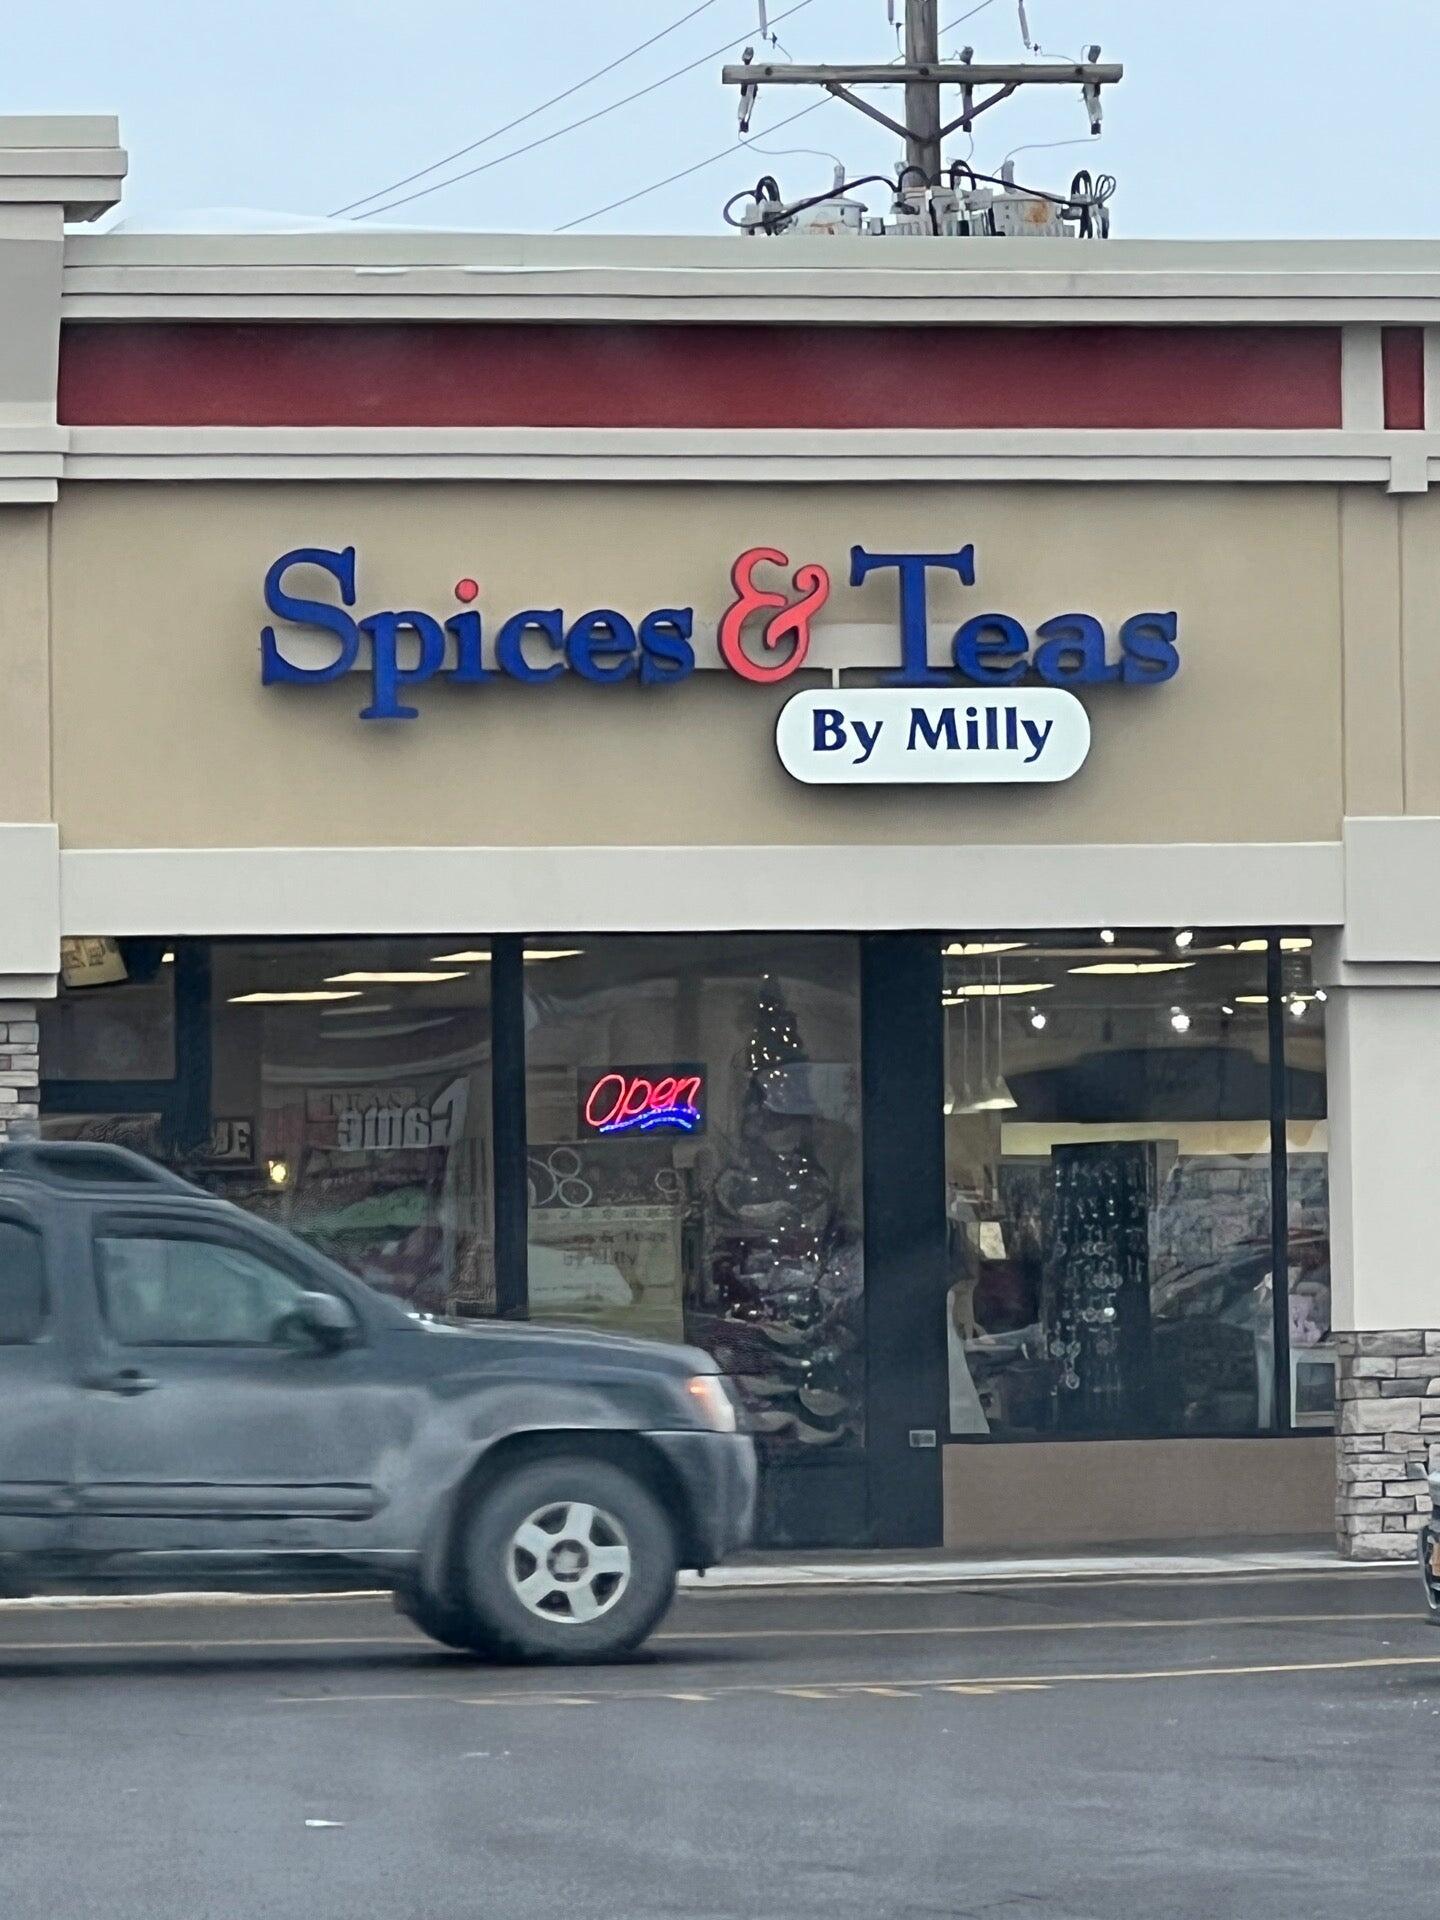 Spices & Teas
By Milly
Open